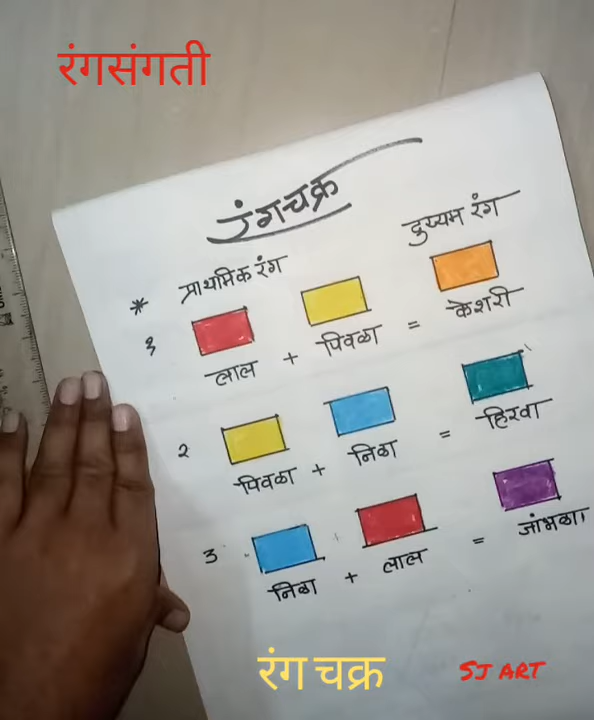 रंगसंगती
रंगचक्र
* प्राथमिक रंग दुय्यम रंग
१ लाल + पिवळा = केशरी
२ पिवळा + निळा = हिरवा
३ निळा + लाल = जांभळा
रंग चक्र
SJ ART